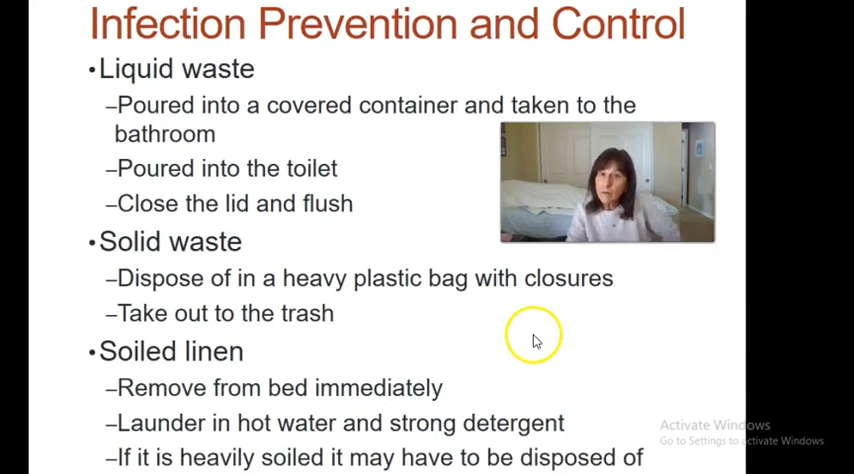 Infection Prevention and Control
•Liquid waste
–Poured into a covered container and taken to the
bathroom
–Poured into the toilet
–Close the lid and flush
•Solid waste
–Dispose of in a heavy plastic bag with closures
–Take out to the trash
•Soiled linen
–Remove from bed immediately
–Launder in hot water and strong detergent
–If it is heavily soiled it may have to be disposed of
Activate Windows
Go to Settings to Activate Windows.